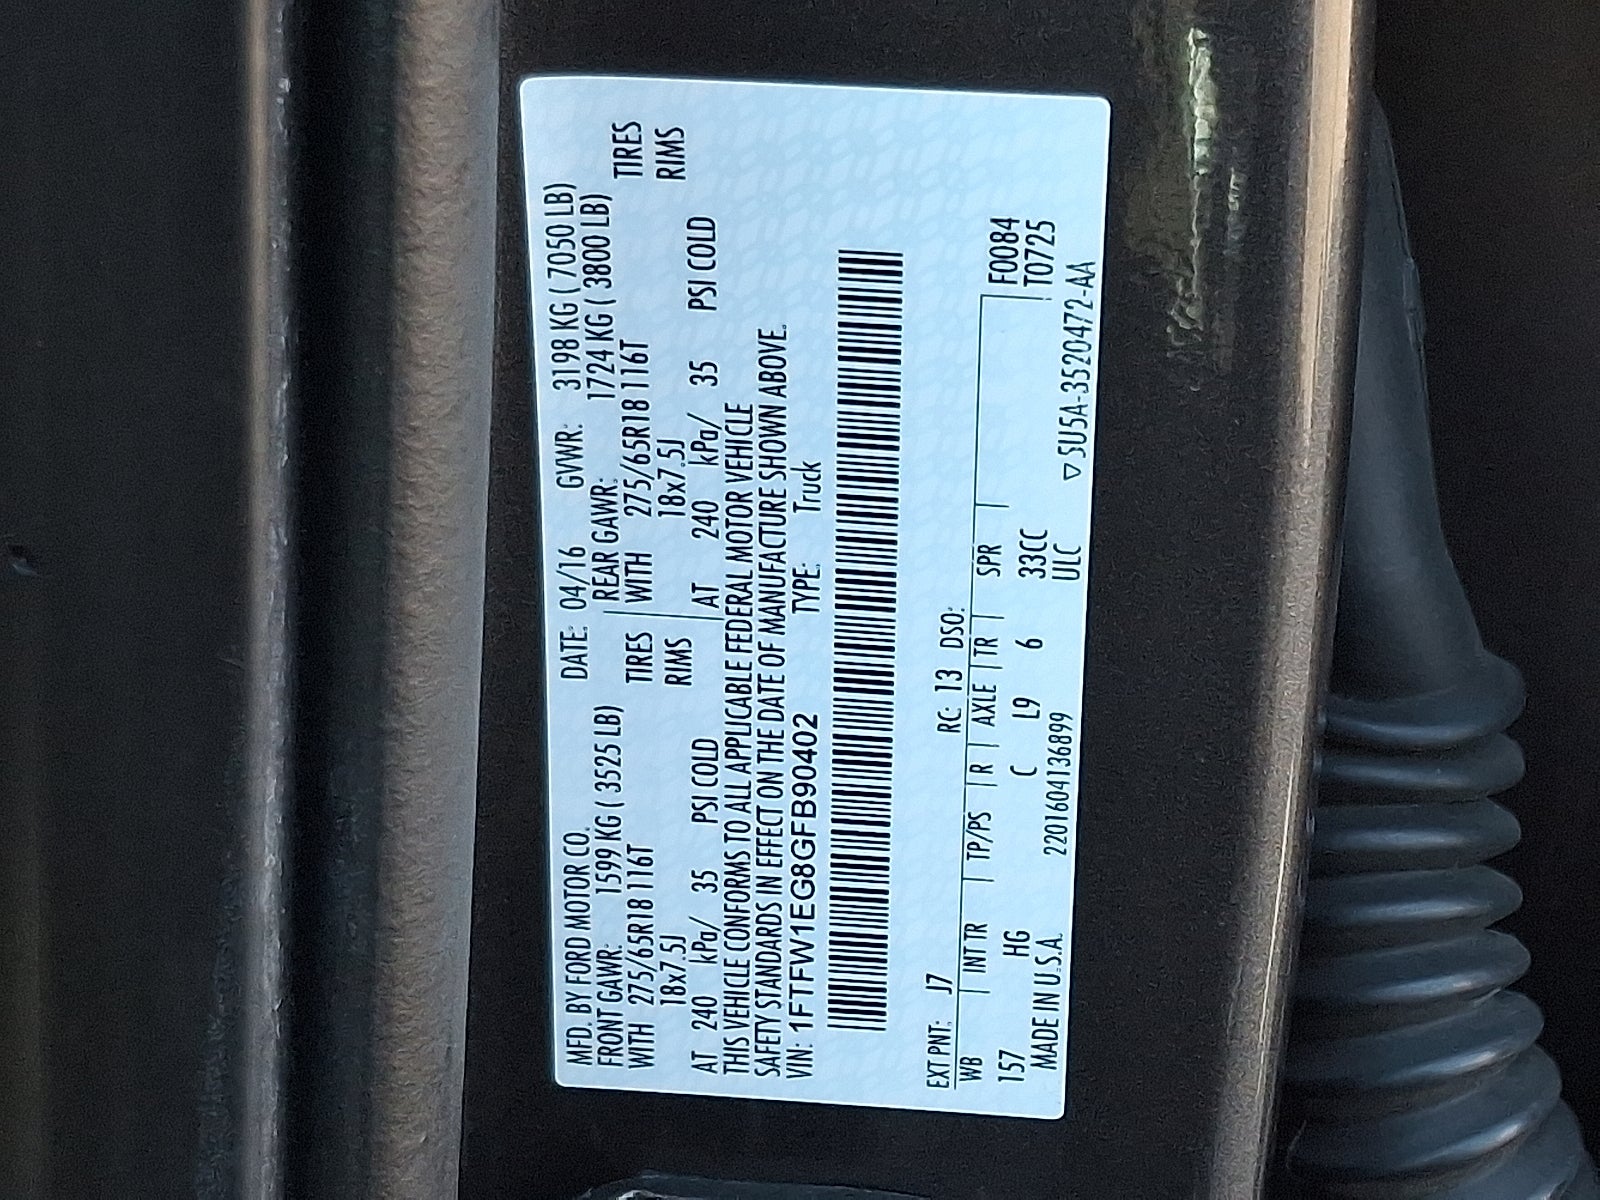 MFD. BY FORD MOTOR CO. DATE: 04/16 GVWR: 3198 KG ( 7050 LB)
FRONT GAWR: 1599 KG ( 3525 LB) REAR GAWR: 1724 KG ( 3800 LB)
WITH 275/65R18 116T TIRES WITH 275/65R18 116T TIRES
18x7.5J RIMS 18x7.5J RIMS
AT 240 kPa/ 35 PSI COLD AT 240 kPa/ 35 PSI COLD
THIS VEHICLE CONFORMS TO ALL APPLICABLE FEDERAL MOTOR VEHICLE
SAFETY STANDARDS IN EFFECT ON THE DATE OF MANUFACTURE SHOWN ABOVE.
VIN: 1FTFW1EG8GFB90402 TYPE: Truck
EXT PNT: J7 RC: 13 DSO:
WB INT TR TP/PS R AXLE TR SPR F0084
157 HG C L9 6 33CC T0725
MADE IN U.S.A. 2201604136899 ULC ▽SU5A-3520472-AA